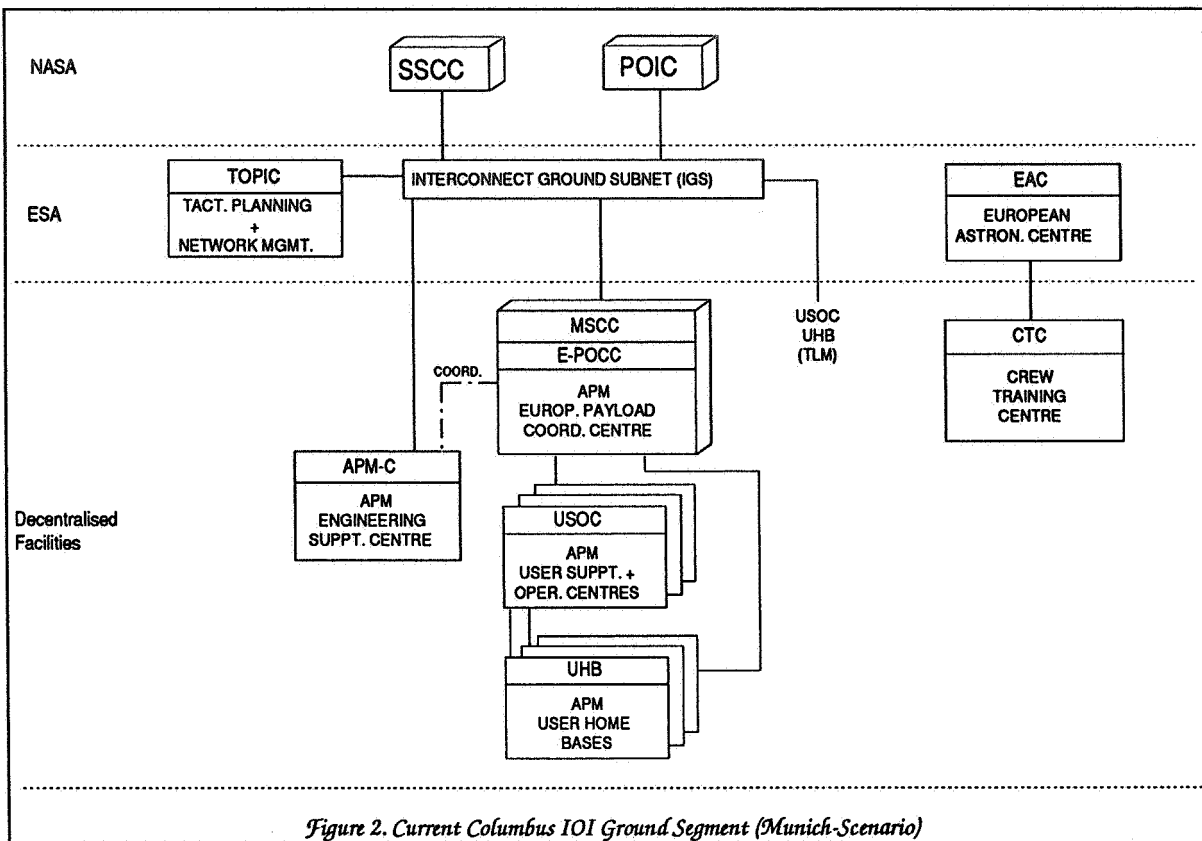 NASA
SSCC
POIC
TOPIC
TACT. PLANNING
+
NETWORK MGMT.
INTERCONNECT GROUND SUBNET (IGS)
EAC
EUROPEAN
ASTRON. CENTRE
ESA
MSCC
E-POCC
APM
EUROP. PAYLOAD
COORD. CENTRE
COORD.
USOC
UHB
(TLM)
CTC
CREW
TRAINING
CENTRE
Decentralised
Facilities
APM-C
APM
ENGINEERING
SUPPT. CENTRE
USOC
APM
USER SUPPT. +
OPER. CENTRES
UHB
APM
USER HOME
BASES
Figure 2. Current Columbus IOI Ground Segment (Munich-Scenario)